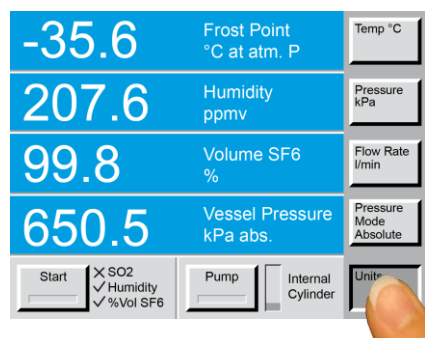 -35.6
Frost Point
°C at atm. P
Temp °C
207.6
Humidity
ppmv
Pressure
kPa
99.8
Volume SF6
%
Flow Rate
l/min
650.5
Vessel Pressure
kPa abs.
Pressure
Mode
Absolute
Start
✕ SO2
✓ Humidity
✓ %Vol SF6
Pump
Internal
Cylinder
Units